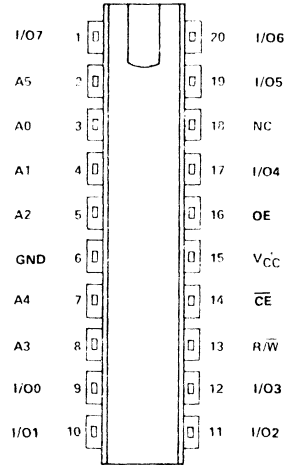 I/O7 1 20 I/O6
A5 2 19 I/O5
A0 3 18 NC
A1 4 17 I/O4
A2 5 16 OE
GND 6 15 VCC
A4 7 14 C̅E̅
A3 8 13 R/W̅
I/O0 9 12 I/O3
I/O1 10 11 I/O2